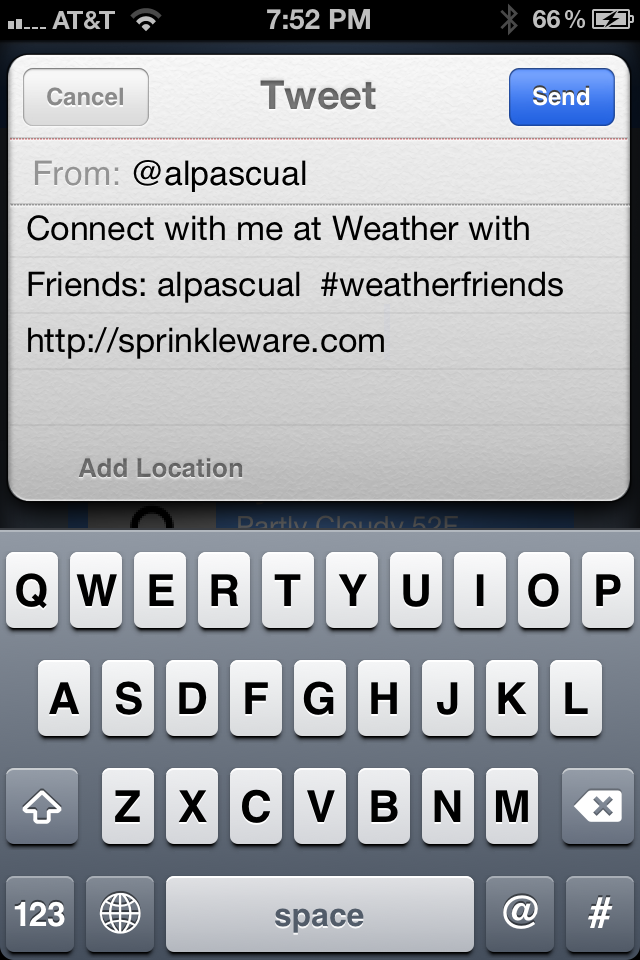 AT&T 7:52 PM 66%
Cancel Tweet Send
From: @alpascual
Connect with me at Weather with
Friends: alpascual #weatherfriends
http://sprinkleware.com
Add Location
Partly Cloudy 52F
Q W E R T Y U I O P
A S D F G H J K L
Z X C V B N M
123 space @ #